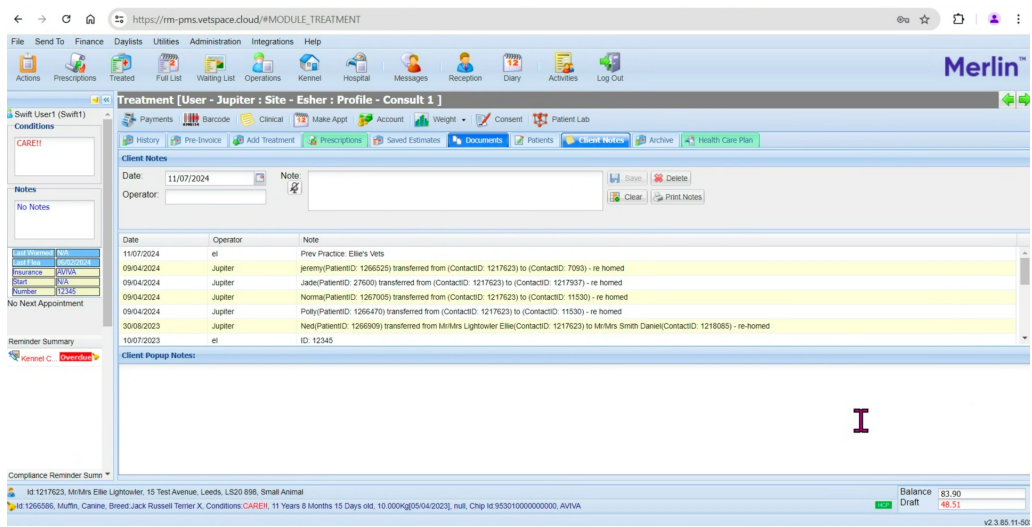 https://rm-pms.vetspace.cloud/#MODULE_TREATMENT
File Send To Finance Daylists Utilities Administration Integrations Help
Actions Prescriptions Treated Full List Waiting List Operations Kennel Hospital Messages Reception Diary Activities Log Out
Merlin™
Treatment [User - Jupiter : Site - Esher : Profile - Consult 1 ]
Swift User1 (Swift1)
Payments Barcode Clinical Make Appt Account Weight Consent Patient Lab
Conditions
CARE!!
History Pre-Invoice Add Treatment Prescriptions Saved Estimates Documents Patients Client Notes Archive Health Care Plan
Client Notes
Date: 11/07/2024 Note: Save Delete
Operator: Clear Print Notes
Notes
No Notes
Date Operator Note
11/07/2024 el Prev Practice: Ellie's Vets
09/04/2024 Jupiter jeremy(PatientID: 1266525) transferred from (ContactID: 1217623) to (ContactID: 7093) - re homed
09/04/2024 Jupiter Jade(PatientID: 27600) transferred from (ContactID: 1217623) to (ContactID: 1217937) - re homed
09/04/2024 Jupiter Norma(PatientID: 1267005) transferred from (ContactID: 1217623) to (ContactID: 11530) - re homed
09/04/2024 Jupiter Polly(PatientID: 1266470) transferred from (ContactID: 1217623) to (ContactID: 11530) - re homed
30/08/2023 Jupiter Ned(PatientID: 1266909) transferred from Mr/Mrs Lightowler Ellie(ContactID: 1217623) to Mr/Mrs Smith Daniel(ContactID: 1218085) - re-homed
10/07/2023 el ID: 12345
Last Wormed N/A
Last Flea 06/02/2024
Insurance AVIVA
Start N/A
Number 12345
No Next Appointment
Reminder Summary
Kennel C... Overdue
Client Popup Notes:
Compliance Reminder Summ
Id:1217623, Mr/Mrs Ellie Lightowler, 15 Test Avenue, Leeds, LS20 898, Small Animal
Id:1266586, Muffin, Canine, Breed:Jack Russell Terrier X, Conditions:CARE!!, 11 Years 8 Months 15 Days old, 10.000Kg[05/04/2023], null, Chip Id:953010000000000, AVIVA
HCP
Balance 83.90
Draft 48.51
v2.3.85.11-50